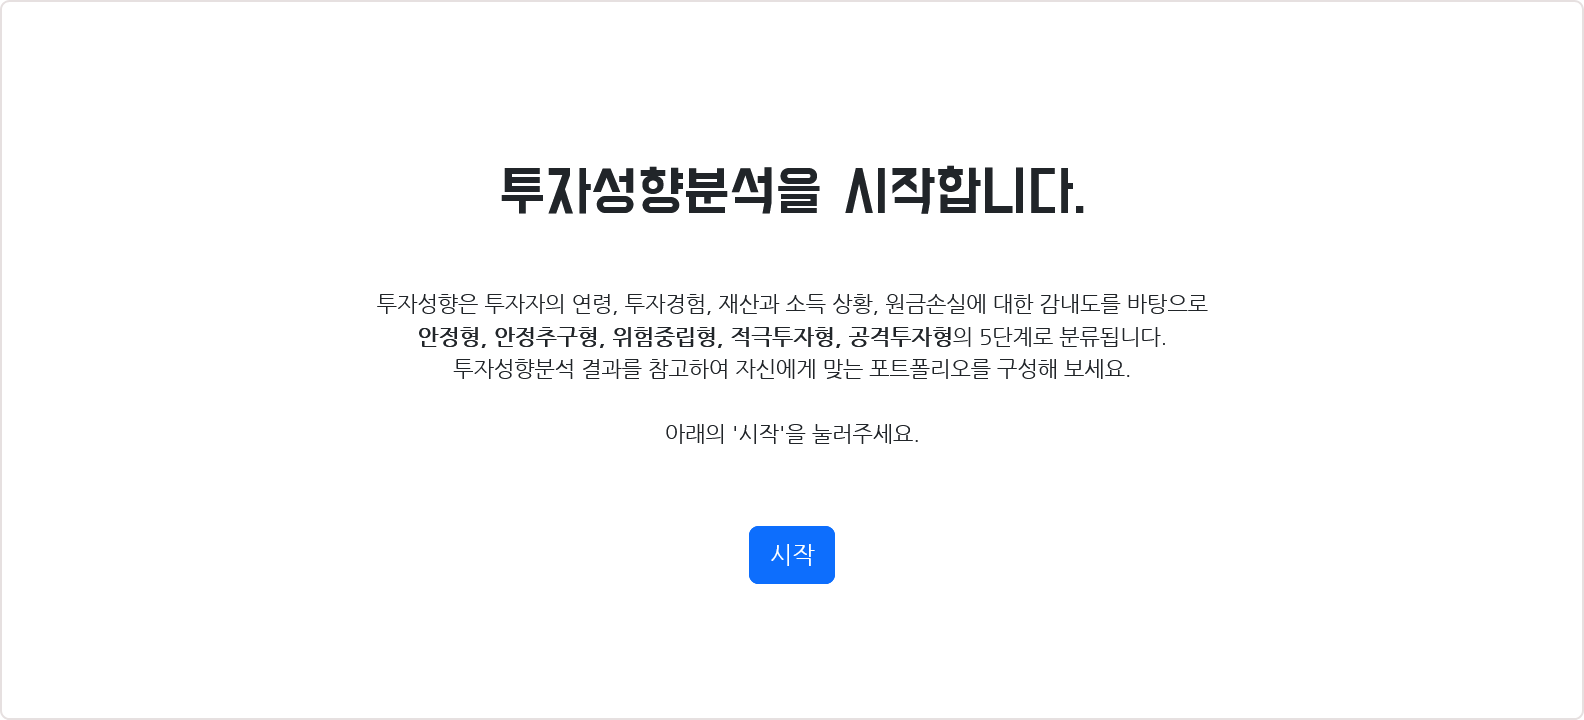 투자성향분석을 시작합니다.
투자성향은 투자자의 연령, 투자경험, 재산과 소득 상황, 원금손실에 대한 감내도를 바탕으로
안정형, 안정추구형, 위험중립형, 적극투자형, 공격투자형의 5단계로 분류됩니다.
투자성향분석 결과를 참고하여 자신에게 맞는 포트폴리오를 구성해 보세요.
아래의 '시작'을 눌러주세요.
시작